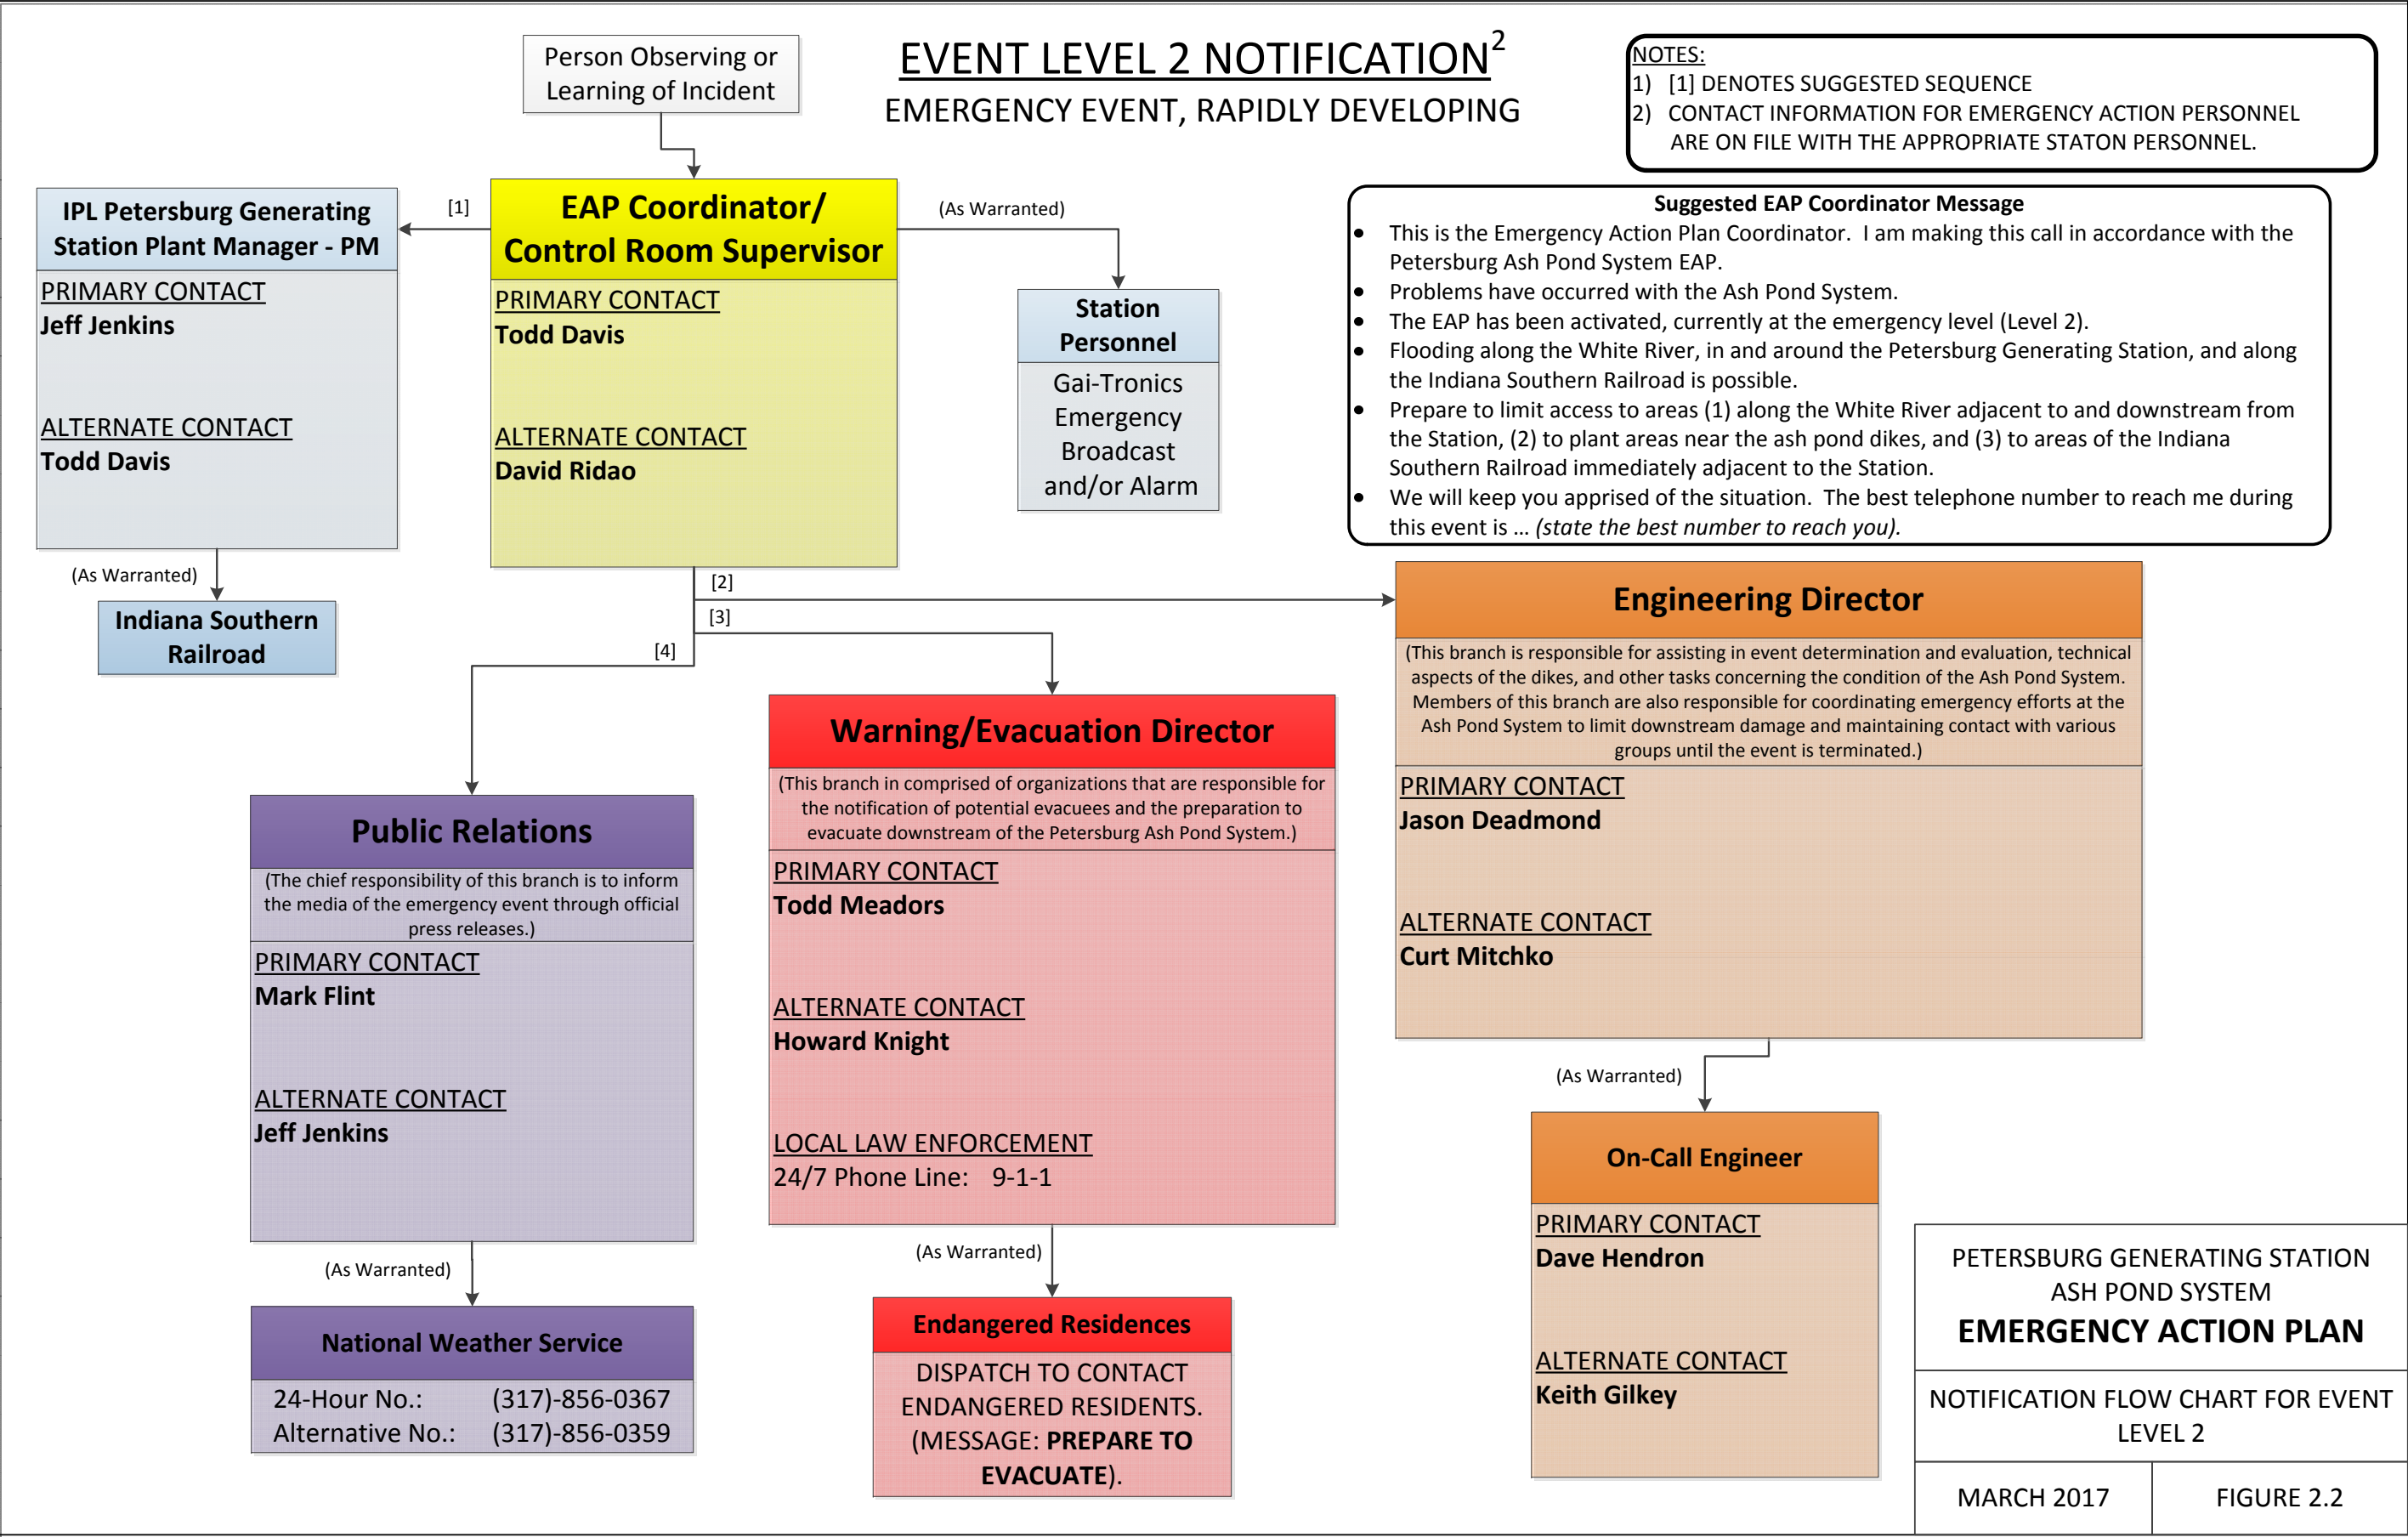 Person Observing or
Learning of Incident
EVENT LEVEL 2 NOTIFICATION2
EMERGENCY EVENT, RAPIDLY DEVELOPING
NOTES:
1) [1] DENOTES SUGGESTED SEQUENCE
2) CONTACT INFORMATION FOR EMERGENCY ACTION PERSONNEL
ARE ON FILE WITH THE APPROPRIATE STATON PERSONNEL.
IPL Petersburg Generating
Station Plant Manager - PM
PRIMARY CONTACT
Jeff Jenkins
ALTERNATE CONTACT
Todd Davis
[1]
EAP Coordinator/
Control Room Supervisor
PRIMARY CONTACT
Todd Davis
ALTERNATE CONTACT
David Ridao
(As Warranted)
Station
Personnel
Gai-Tronics
Emergency
Broadcast
and/or Alarm
Suggested EAP Coordinator Message
• This is the Emergency Action Plan Coordinator. I am making this call in accordance with the
Petersburg Ash Pond System EAP.
• Problems have occurred with the Ash Pond System.
• The EAP has been activated, currently at the emergency level (Level 2).
• Flooding along the White River, in and around the Petersburg Generating Station, and along
the Indiana Southern Railroad is possible.
• Prepare to limit access to areas (1) along the White River adjacent to and downstream from
the Station, (2) to plant areas near the ash pond dikes, and (3) to areas of the Indiana
Southern Railroad immediately adjacent to the Station.
• We will keep you apprised of the situation. The best telephone number to reach me during
this event is … (state the best number to reach you).
(As Warranted)
Indiana Southern
Railroad
[2]
[3]
[4]
Engineering Director
(This branch is responsible for assisting in event determination and evaluation, technical
aspects of the dikes, and other tasks concerning the condition of the Ash Pond System.
Members of this branch are also responsible for coordinating emergency efforts at the
Ash Pond System to limit downstream damage and maintaining contact with various
groups until the event is terminated.)
PRIMARY CONTACT
Jason Deadmond
ALTERNATE CONTACT
Curt Mitchko
Warning/Evacuation Director
(This branch in comprised of organizations that are responsible for
the notification of potential evacuees and the preparation to
evacuate downstream of the Petersburg Ash Pond System.)
PRIMARY CONTACT
Todd Meadors
ALTERNATE CONTACT
Howard Knight
LOCAL LAW ENFORCEMENT
24/7 Phone Line: 9-1-1
Public Relations
(The chief responsibility of this branch is to inform
the media of the emergency event through official
press releases.)
PRIMARY CONTACT
Mark Flint
ALTERNATE CONTACT
Jeff Jenkins
(As Warranted)
National Weather Service
24-Hour No.: (317)-856-0367
Alternative No.: (317)-856-0359
(As Warranted)
Endangered Residences
DISPATCH TO CONTACT
ENDANGERED RESIDENTS.
(MESSAGE: PREPARE TO
EVACUATE).
(As Warranted)
On-Call Engineer
PRIMARY CONTACT
Dave Hendron
ALTERNATE CONTACT
Keith Gilkey
PETERSBURG GENERATING STATION
ASH POND SYSTEM
EMERGENCY ACTION PLAN
NOTIFICATION FLOW CHART FOR EVENT
LEVEL 2
MARCH 2017
FIGURE 2.2